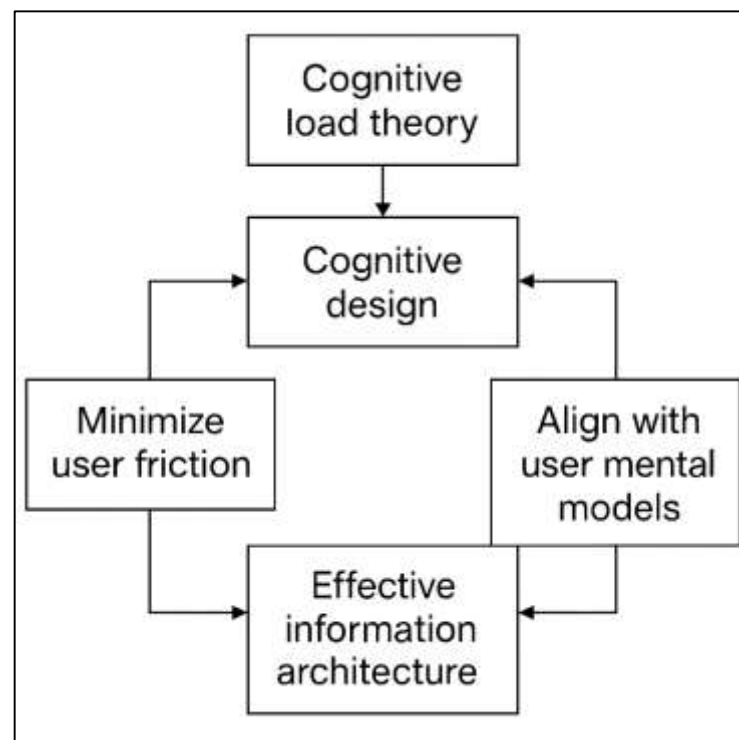 Cognitive
load theory
Cognitive
design
Minimize
user friction
Align with
user mental
models
Effective
information
architecture